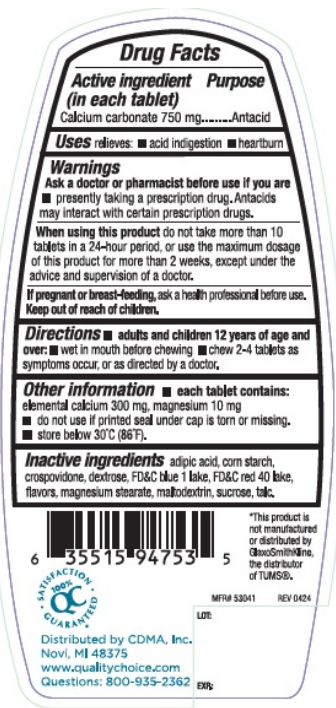 Drug Facts
Active ingredient Purpose
(in each tablet)
Calcium carbonate 750 mg.........Antacid
Uses relieves: ■ acid indigestion ■ heartburn
Warnings
Ask a doctor or pharmacist before use if you are
■ presently taking a prescription drug. Antacids
may interact with certain prescription drugs.
When using this product do not take more than 10
tablets in a 24-hour period, or use the maximum dosage
of this product for more than 2 weeks, except under the
advice and supervision of a doctor.
If pregnant or breast-feeding, ask a health professional before use.
Keep out of reach of children.
Directions ■ adults and children 12 years of age and
over: ■ wet in mouth before chewing ■ chew 2-4 tablets as
symptoms occur, or as directed by a doctor.
Other information ■ each tablet contains:
elemental calcium 300 mg, magnesium 10 mg
■ do not use if printed seal under cap is torn or missing.
■ store below 30˚C (86˚F).
Inactive ingredients adipic acid, corn starch,
crospovidone, dextrose, FD&C blue 1 lake, FD&C red 40 lake,
flavors, magnesium stearate, maltodextrin, sucrose, talc.
6 35515 94753 5
*This product is
not manufactured
or distributed by
GlaxoSmithKline,
the distributor
of TUMS®.
SATISFACTION
100%
QC
GUARANTEED
MFR# 53041 REV 0424
LOT:
Distributed by CDMA, Inc.
Novi, MI 48375
www.qualitychoice.com
Questions: 800-935-2362
EXP.: